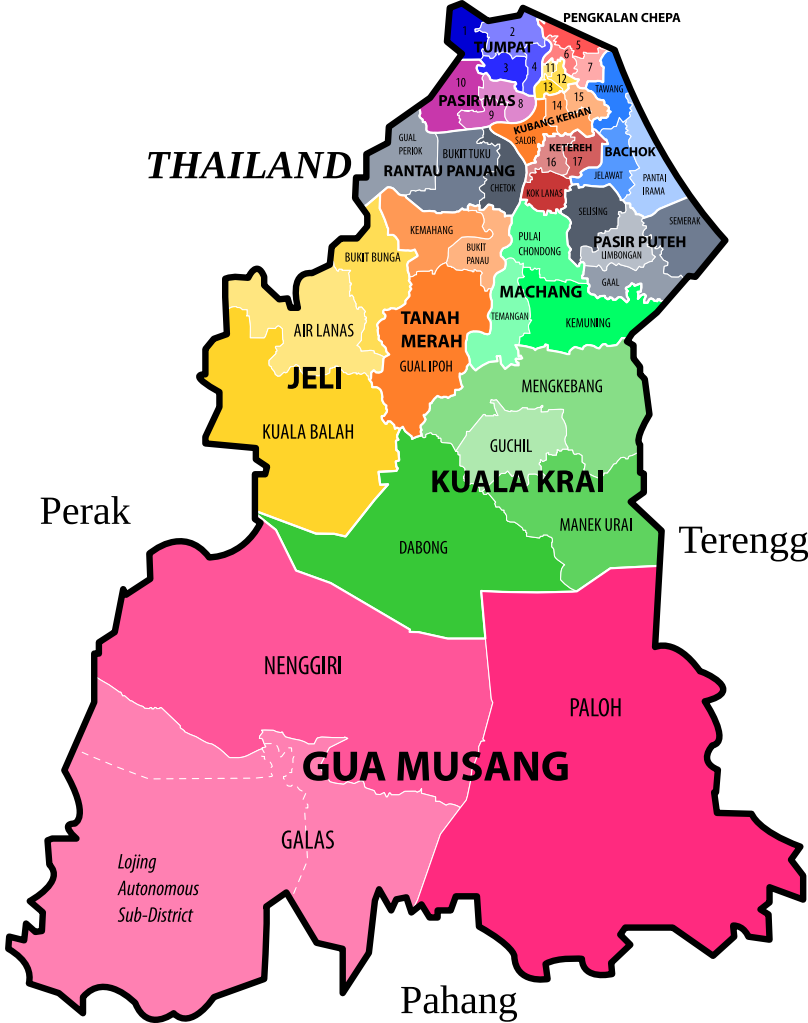 PENGKALAN CHEPA
1
2
TUMPAT
3
4
5
6
7
11
12
13
10
PASIR MAS
8
9
14
15
TAWANG
KUBANG KERIAN
SALOR
GUAL
PERIOK
BUKIT TUKU
RANTAU PANJANG
CHETOK
THAILAND
KETEREH
16
17
BACHOK
JELAWAT
PANTAI
IRAMA
KOK LANAS
SELISING
SEMERAK
PASIR PUTEH
LIMBONGAN
GAAL
KEMAHANG
BUKIT
PANAU
PULAI
CHONDONG
BUKIT BUNGA
MACHANG
TEMANGAN
KEMUNING
AIR LANAS
TANAH
MERAH
GUAL IPOH
JELI
KUALA BALAH
MENGKEBANG
GUCHIL
KUALA KRAI
MANEK URAI
DABONG
Perak
Terengg
NENGGIRI
PALOH
GUA MUSANG
GALAS
Lojing
Autonomous
Sub-District
Pahang